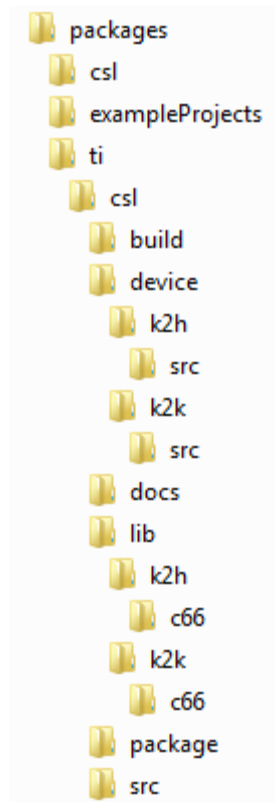 packages
csl
exampleProjects
ti
csl
build
device
k2h
src
k2k
src
docs
lib
k2h
c66
k2k
c66
package
src